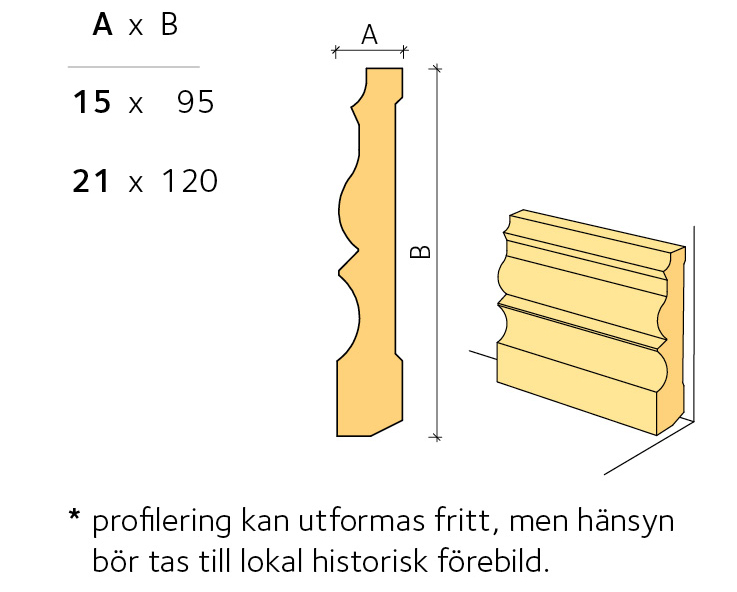 A x B
15 x 95
21 x 120
A
B
* profilering kan utformas fritt, men hänsyn
bör tas till lokal historisk förebild.